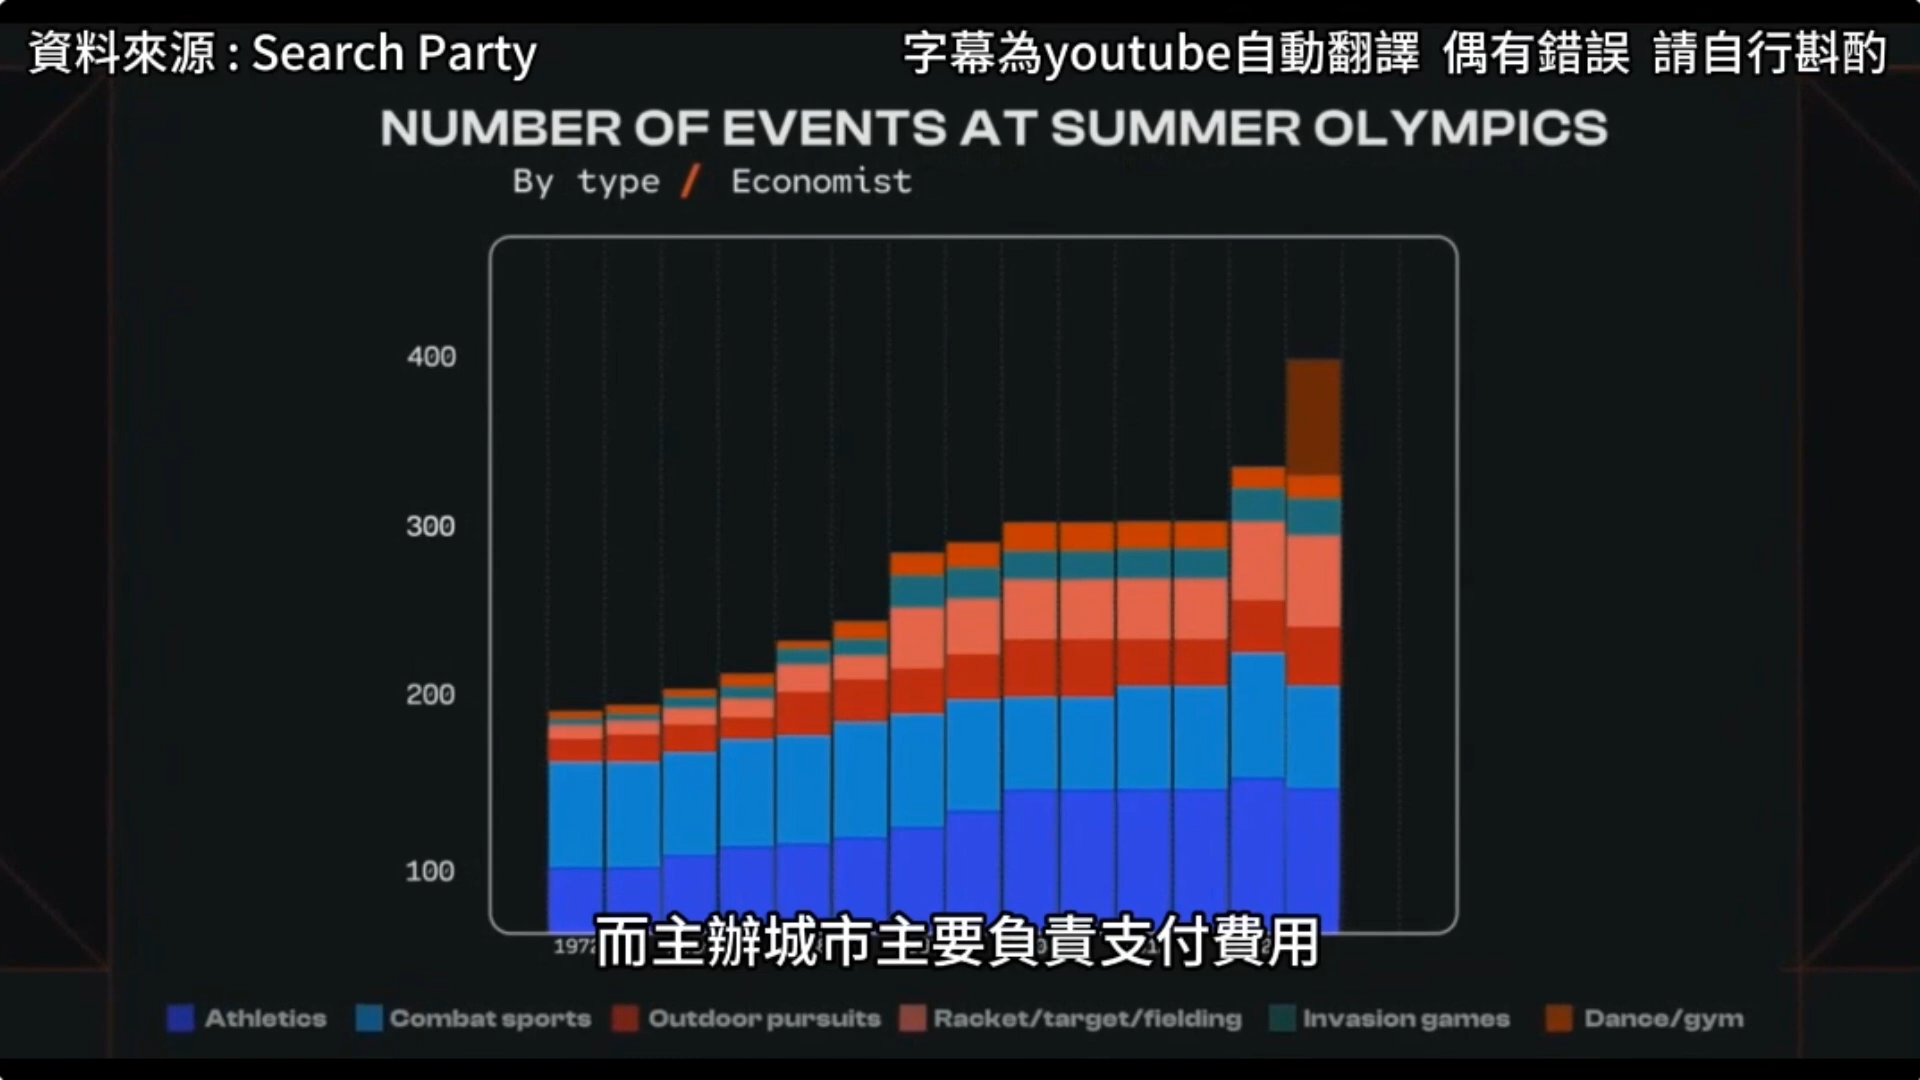 資料來源 : Search Party
字幕為youtube自動翻譯 偶有錯誤 請自行斟酌
NUMBER OF EVENTS AT SUMMER OLYMPICS
By type / Economist
400
300
200
100
1972
而主辦城市主要負責支付費用
Athletics
Combat sports
Outdoor pursuits
Racket/target/fielding
Invasion games
Dance/gym